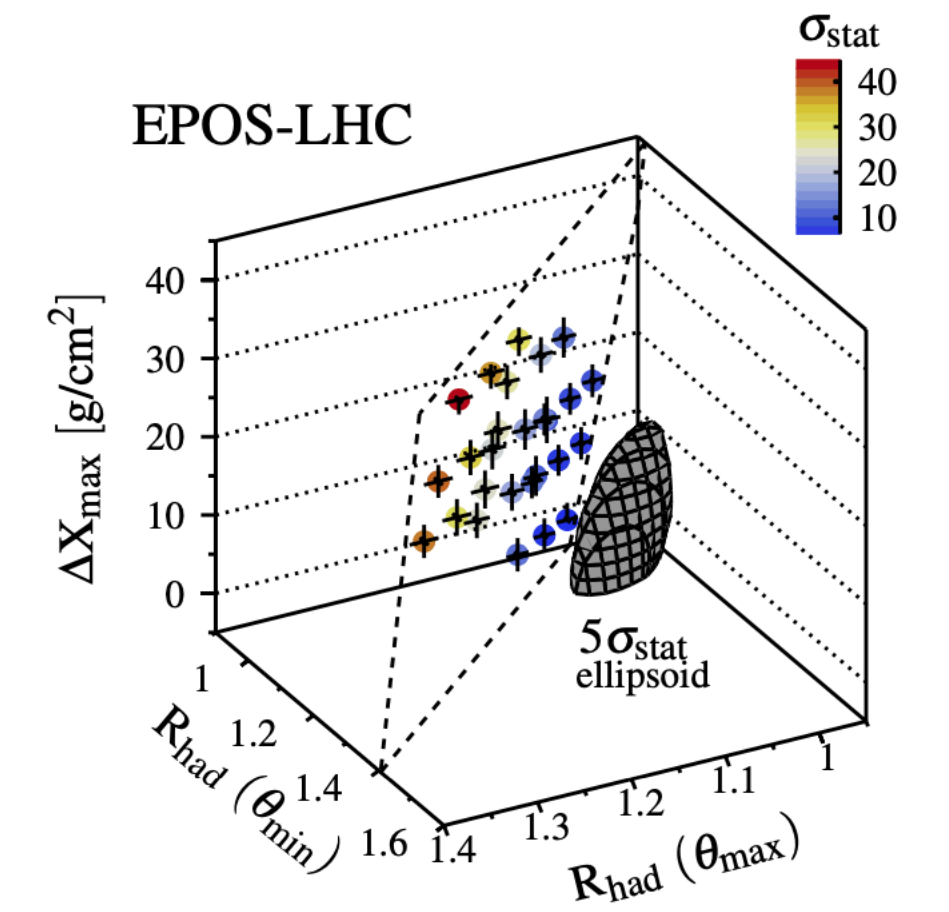 σstat
EPOS-LHC
40
30
20
10
ΔXmax [g/cm²]
40
30
20
10
0
5σstat
ellipsoid
Rhad (θmin)
1
1.2
1.4
1.6
Rhad (θmax)
1.4
1.3
1.2
1.1
1